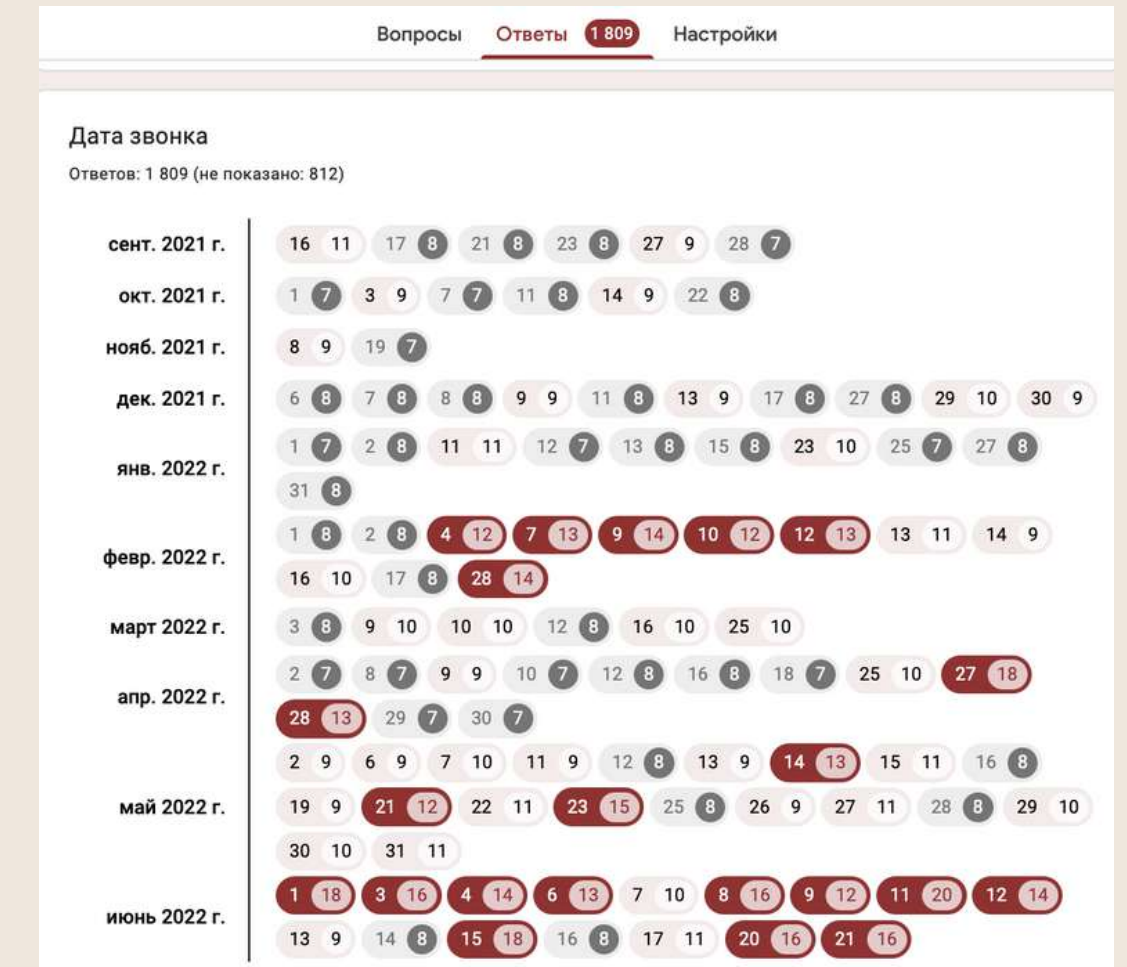 Вопросы Ответы 1 809 Настройки
Дата звонка
Ответов: 1 809 (не показано: 812)
сент. 2021 г. 16 11 17 8 21 8 23 8 27 9 28 7
окт. 2021 г. 1 7 3 9 7 7 11 8 14 9 22 8
нояб. 2021 г. 8 9 19 7
дек. 2021 г. 6 8 7 8 8 8 9 9 11 8 13 9 17 8 27 8 29 10 30 9
янв. 2022 г. 1 7 2 8 11 11 12 7 13 8 15 8 23 10 25 7 27 8
31 8
февр. 2022 г. 1 8 2 8 4 12 7 13 9 14 10 12 12 13 13 11 14 9
16 10 17 8 28 14
март 2022 г. 3 8 9 10 10 10 12 8 16 10 25 10
апр. 2022 г. 2 7 8 7 9 9 10 7 12 8 16 8 18 7 25 10 27 18
28 13 29 7 30 7
май 2022 г. 2 9 6 9 7 10 11 9 12 8 13 9 14 13 15 11 16 8
19 9 21 12 22 11 23 15 25 8 26 9 27 11 28 8 29 10
30 10 31 11
июнь 2022 г. 1 18 3 16 4 14 6 13 7 10 8 16 9 12 11 20 12 14
13 9 14 8 15 18 16 8 17 11 20 16 21 16